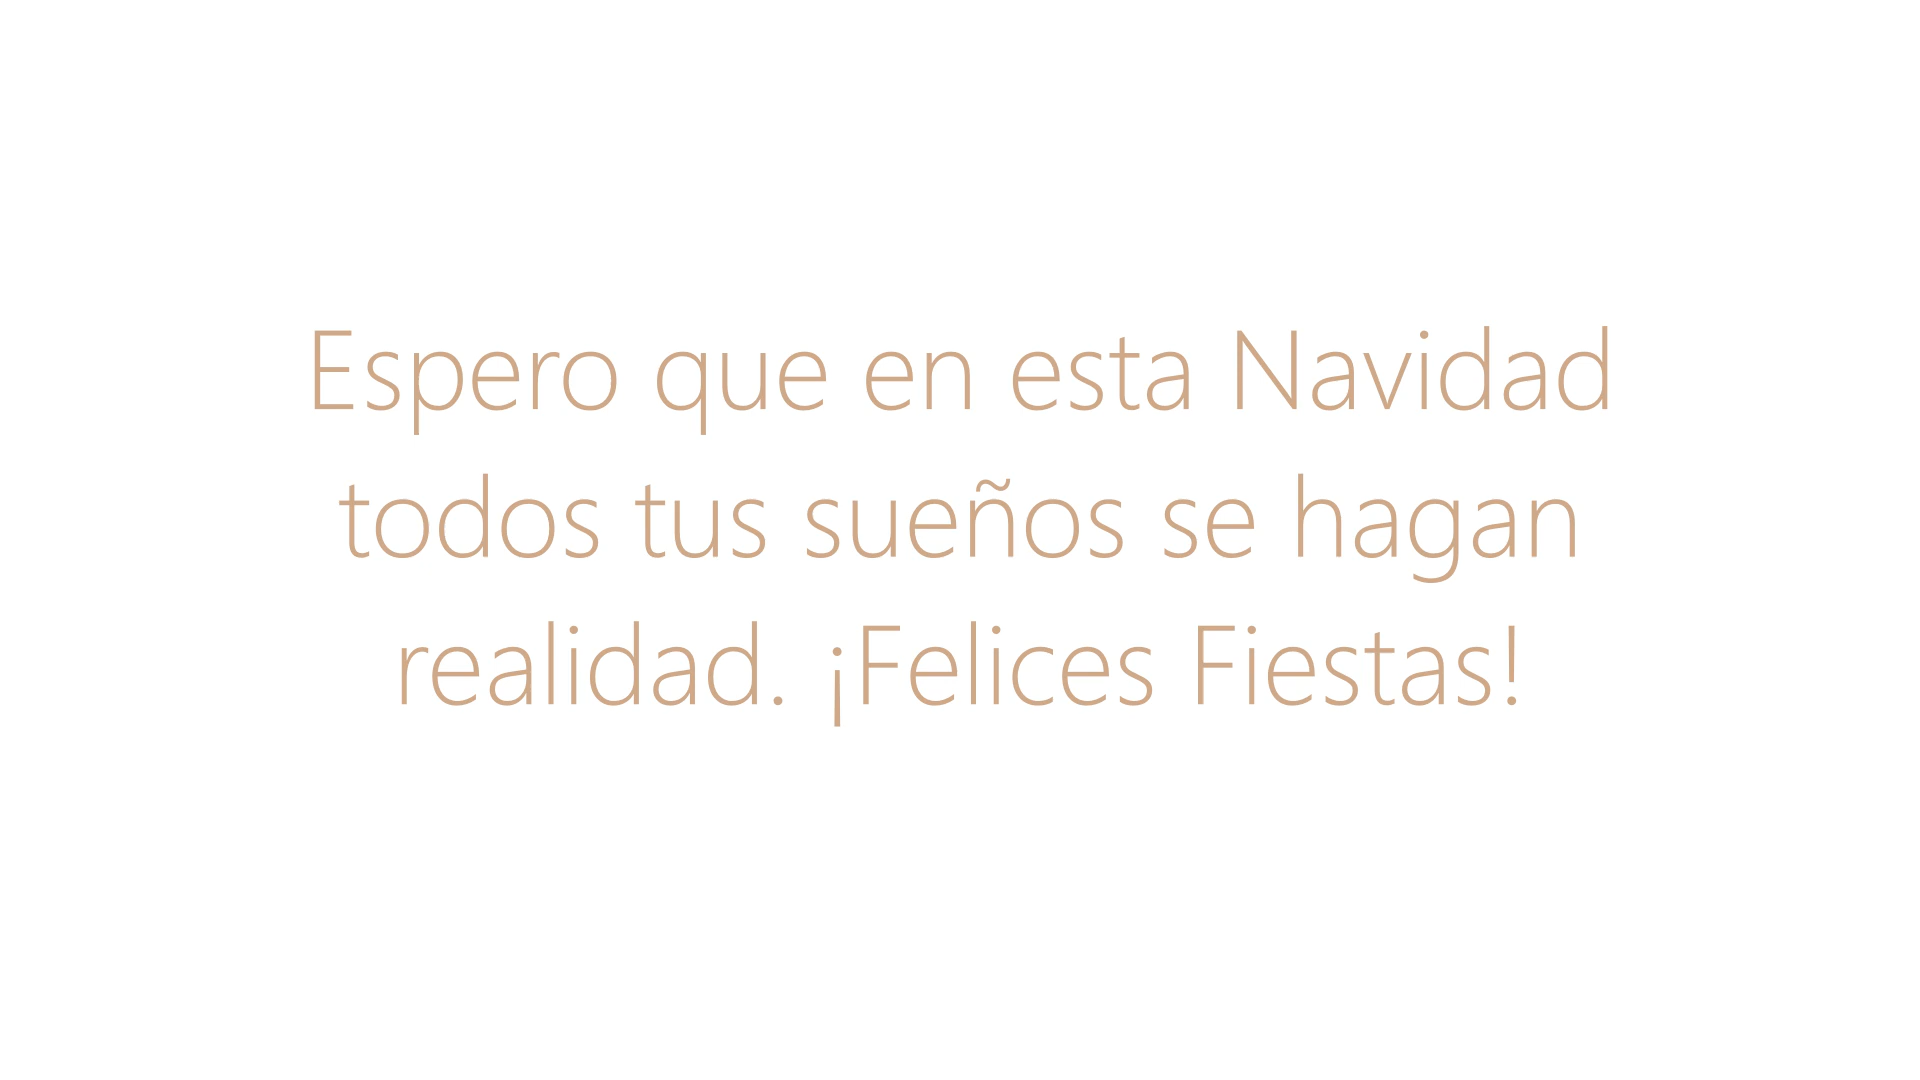 Espero que en esta Navidad
todos tus sueños se hagan
realidad. ¡Felices Fiestas!